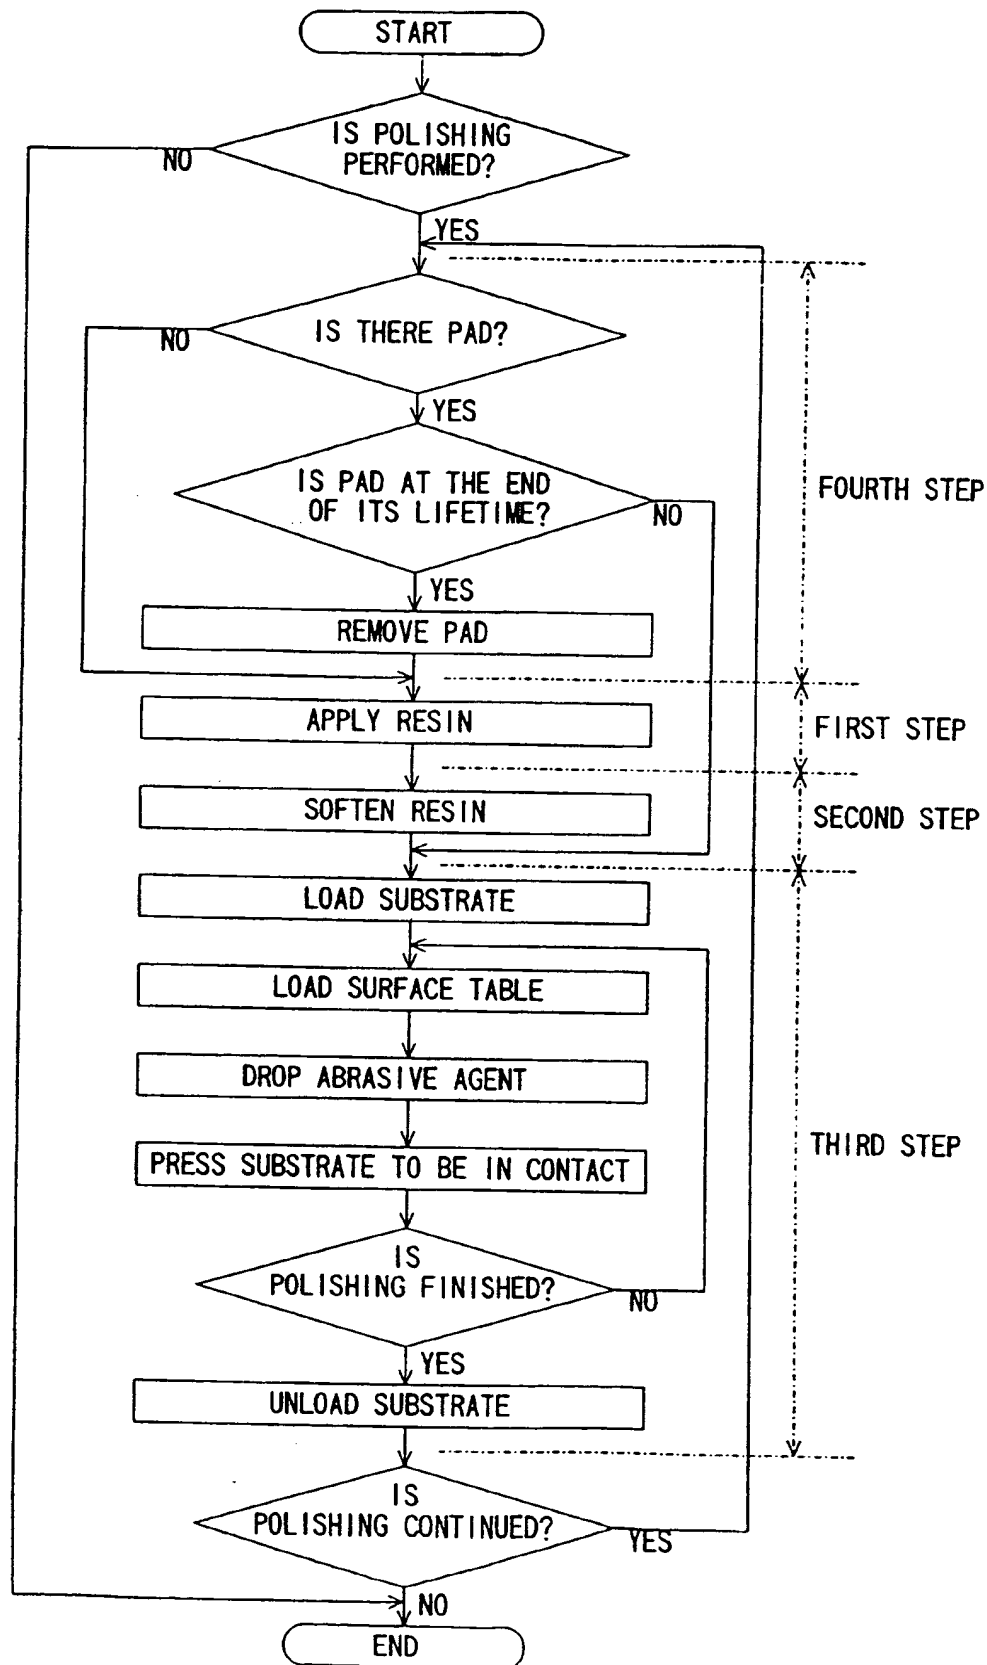 START
IS POLISHING
PERFORMED?
NO
YES
IS THERE PAD?
NO
YES
IS PAD AT THE END
OF ITS LIFETIME?
NO
FOURTH STEP
YES
REMOVE PAD
APPLY RESIN
FIRST STEP
SOFTEN RESIN
SECOND STEP
LOAD SUBSTRATE
LOAD SURFACE TABLE
DROP ABRASIVE AGENT
THIRD STEP
PRESS SUBSTRATE TO BE IN CONTACT
IS
POLISHING FINISHED?
NO
YES
UNLOAD SUBSTRATE
IS
POLISHING CONTINUED?
YES
NO
END